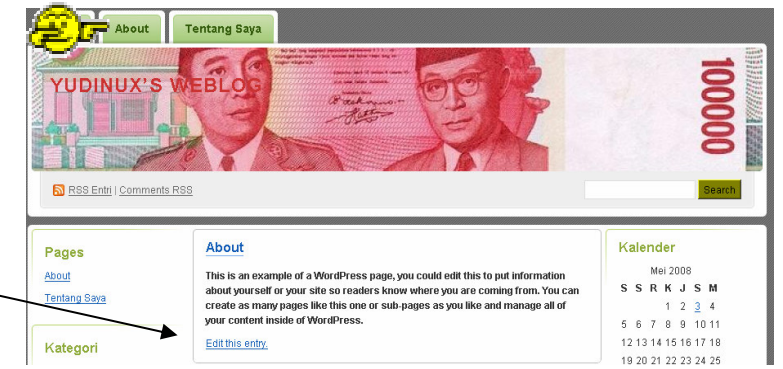 About
Tentang Saya
YUDINUX'S WEBLOG
100000
RSS Entri | Comments RSS
Search
Pages
About
Tentang Saya
Kategori
About
This is an example of a WordPress page, you could edit this to put information
about yourself or your site so readers know where you are coming from. You can
create as many pages like this one or sub-pages as you like and manage all of
your content inside of WordPress.
Edit this entry.
Kalender
Mei 2008
S S R K J S M
1 2 3 4
5 6 7 8 9 10 11
12 13 14 15 16 17 18
19 20 21 22 23 24 25